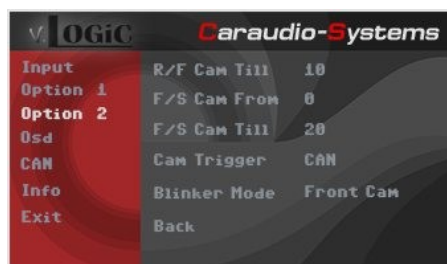 v.LOGiC Caraudio-Systems
Input
Option 1
Option 2
Osd
CAN
Info
Exit
R/F Cam Till 10
F/S Cam From 0
F/S Cam Till 20
Cam Trigger CAN
Blinker Mode Front Cam
Back